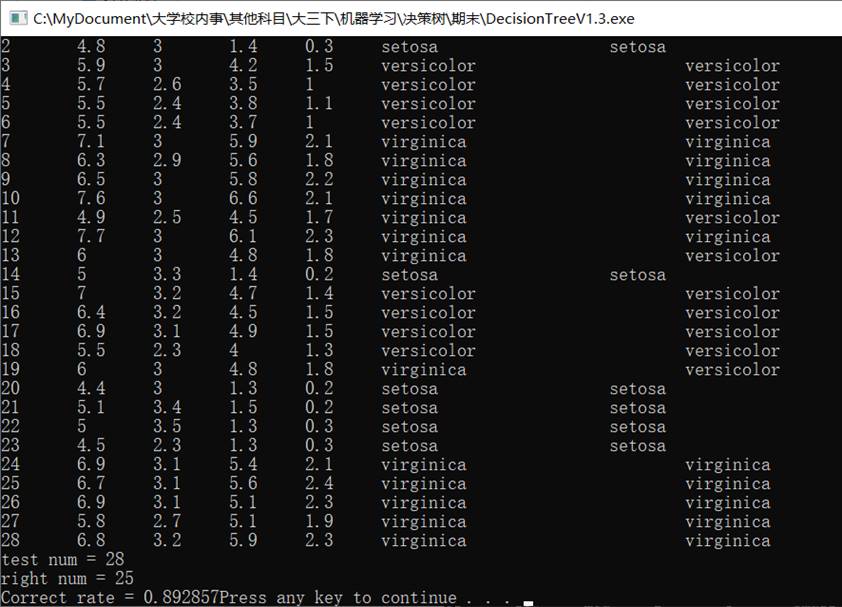 C:\MyDocument\大学校内事\其他科目\大三下\机器学习\决策树\期末\DecisionTreeV1.3.exe
2 4.8 3 1.4 0.3 setosa setosa
3 5.9 3 4.2 1.5 versicolor versicolor
4 5.7 2.6 3.5 1 versicolor versicolor
5 5.5 2.4 3.8 1.1 versicolor versicolor
6 5.5 2.4 3.7 1 versicolor versicolor
7 7.1 3 5.9 2.1 virginica virginica
8 6.3 2.9 5.6 1.8 virginica virginica
9 6.5 3 5.8 2.2 virginica virginica
10 7.6 3 6.6 2.1 virginica virginica
11 4.9 2.5 4.5 1.7 virginica versicolor
12 7.7 3 6.1 2.3 virginica virginica
13 6 3 4.8 1.8 virginica versicolor
14 5 3.3 1.4 0.2 setosa setosa
15 7 3.2 4.7 1.4 versicolor versicolor
16 6.4 3.2 4.5 1.5 versicolor versicolor
17 6.9 3.1 4.9 1.5 versicolor versicolor
18 5.5 2.3 4 1.3 versicolor versicolor
19 6 3 4.8 1.8 virginica versicolor
20 4.4 3 1.3 0.2 setosa setosa
21 5.1 3.4 1.5 0.2 setosa setosa
22 5 3.5 1.3 0.3 setosa setosa
23 4.5 2.3 1.3 0.3 setosa setosa
24 6.9 3.1 5.4 2.1 virginica virginica
25 6.7 3.1 5.6 2.4 virginica virginica
26 6.9 3.1 5.1 2.3 virginica virginica
27 5.8 2.7 5.1 1.9 virginica virginica
28 6.8 3.2 5.9 2.3 virginica virginica
test num = 28
right num = 25
Correct rate = 0.892857Press any key to continue . . .